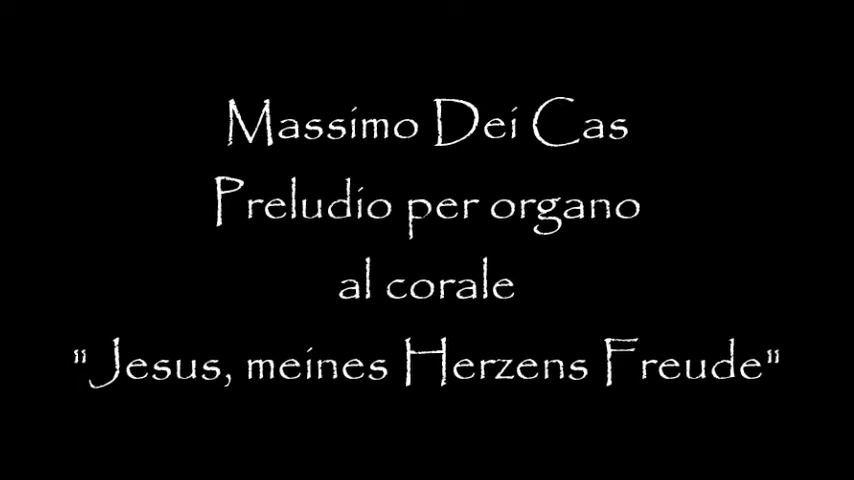 Massimo Dei Cas
Preludio per organo
al corale
"Jesus, meines Herzens Freude"